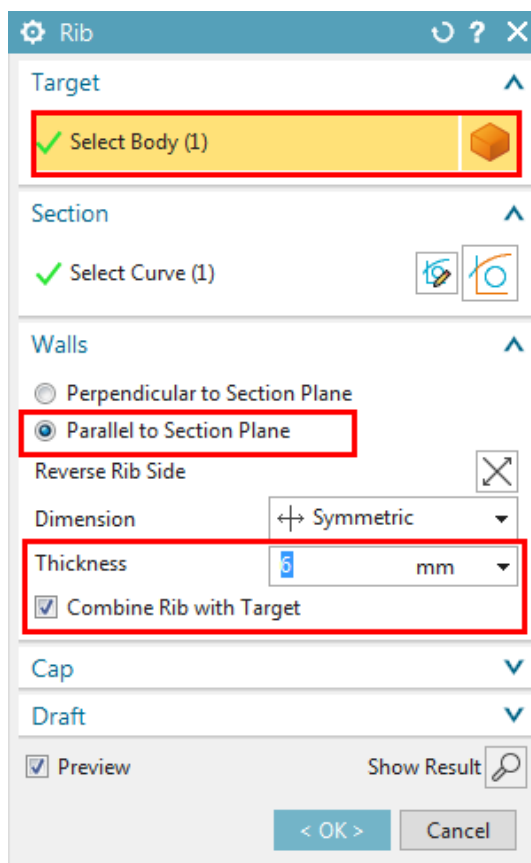 Rib
Target
Select Body (1)
Section
Select Curve (1)
Walls
Perpendicular to Section Plane
Parallel to Section Plane
Reverse Rib Side
Dimension Symmetric
Thickness 6 mm
Combine Rib with Target
Cap
Draft
Preview Show Result
< OK > Cancel